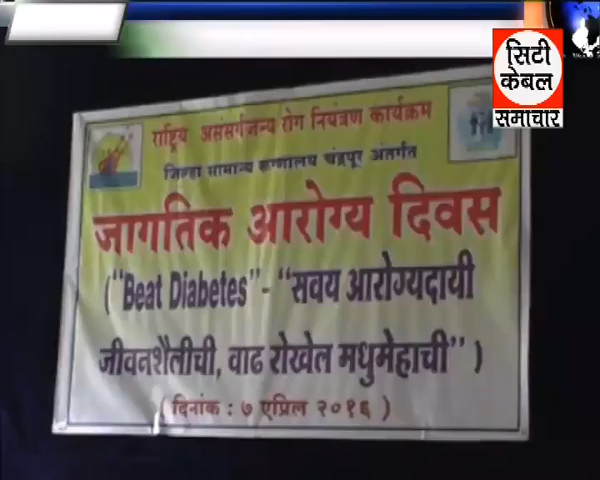 सिटी
केबल
समाचार
राष्ट्रिय असंसर्गजन्य रोग नियंत्रण कार्यक्रम
जिल्हा सामान्य रुग्णालय चंद्रपूर अंतर्गत
जागतिक आरोग्य दिवस
("Beat Diabetes"- "सवय आरोग्यदायी
जीवनशैलीची, वाढ रोखेल मधुमेहाची")
(दिनांक : ७ एप्रिल २०१६)